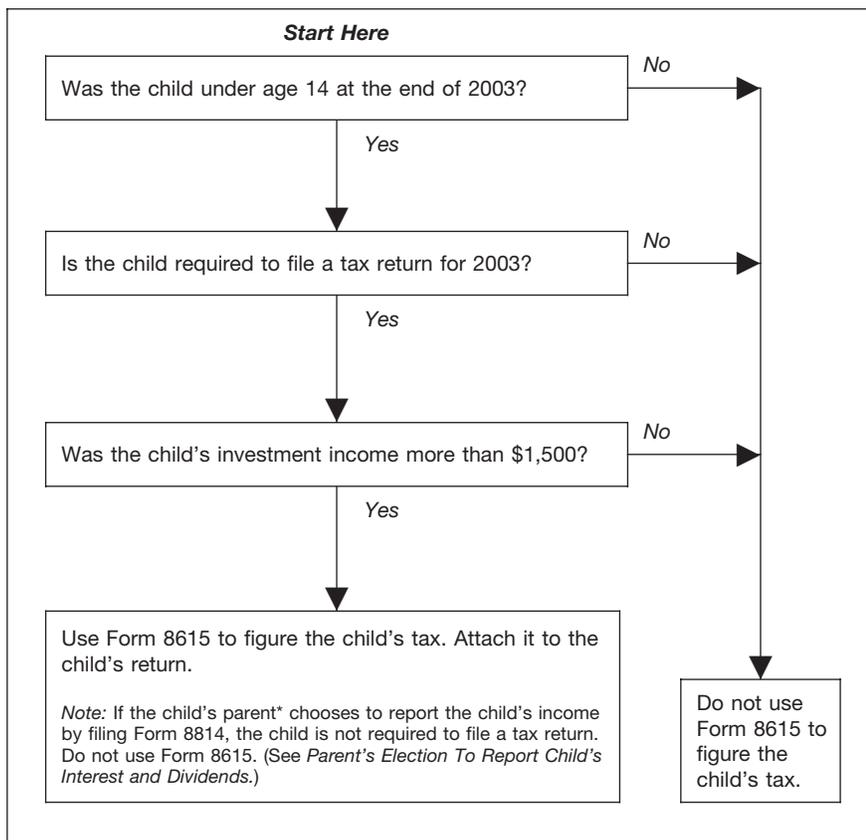 Start Here
Was the child under age 14 at the end of 2003?
No
Yes
Is the child required to file a tax return for 2003?
No
Yes
Was the child’s investment income more than $1,500?
No
Yes
Use Form 8615 to figure the child’s tax. Attach it to the
child’s return.
Note: If the child’s parent* chooses to report the child’s income
by filing Form 8814, the child is not required to file a tax return.
Do not use Form 8615. (See Parent’s Election To Report Child’s
Interest and Dividends.)
Do not use
Form 8615 to
figure the
child’s tax.